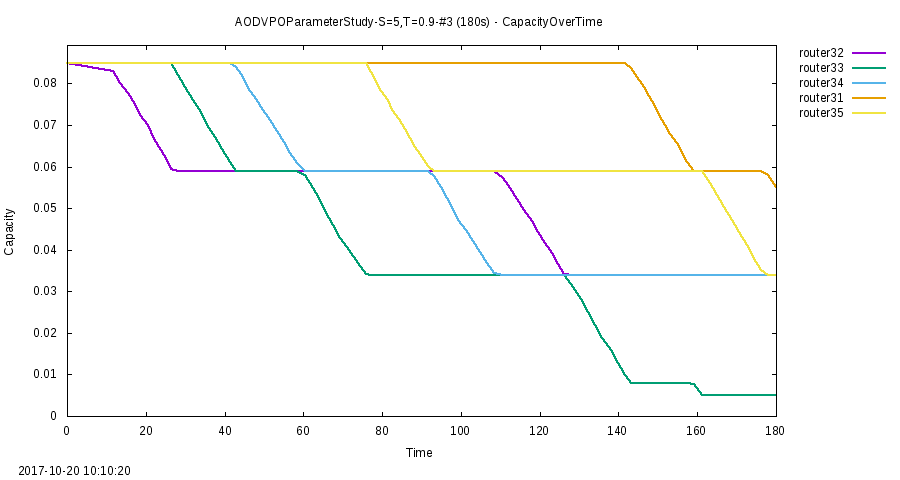 AODVPOParameterStudy-S=5,T=0.9-#3 (180s) - CapacityOverTime
router32
router33
router34
router31
router35
0.08
0.07
0.06
0.05
0.04
0.03
0.02
0.01
0
Capacity
0 20 40 60 80 100 120 140 160 180
Time
2017-10-20 10:10:20